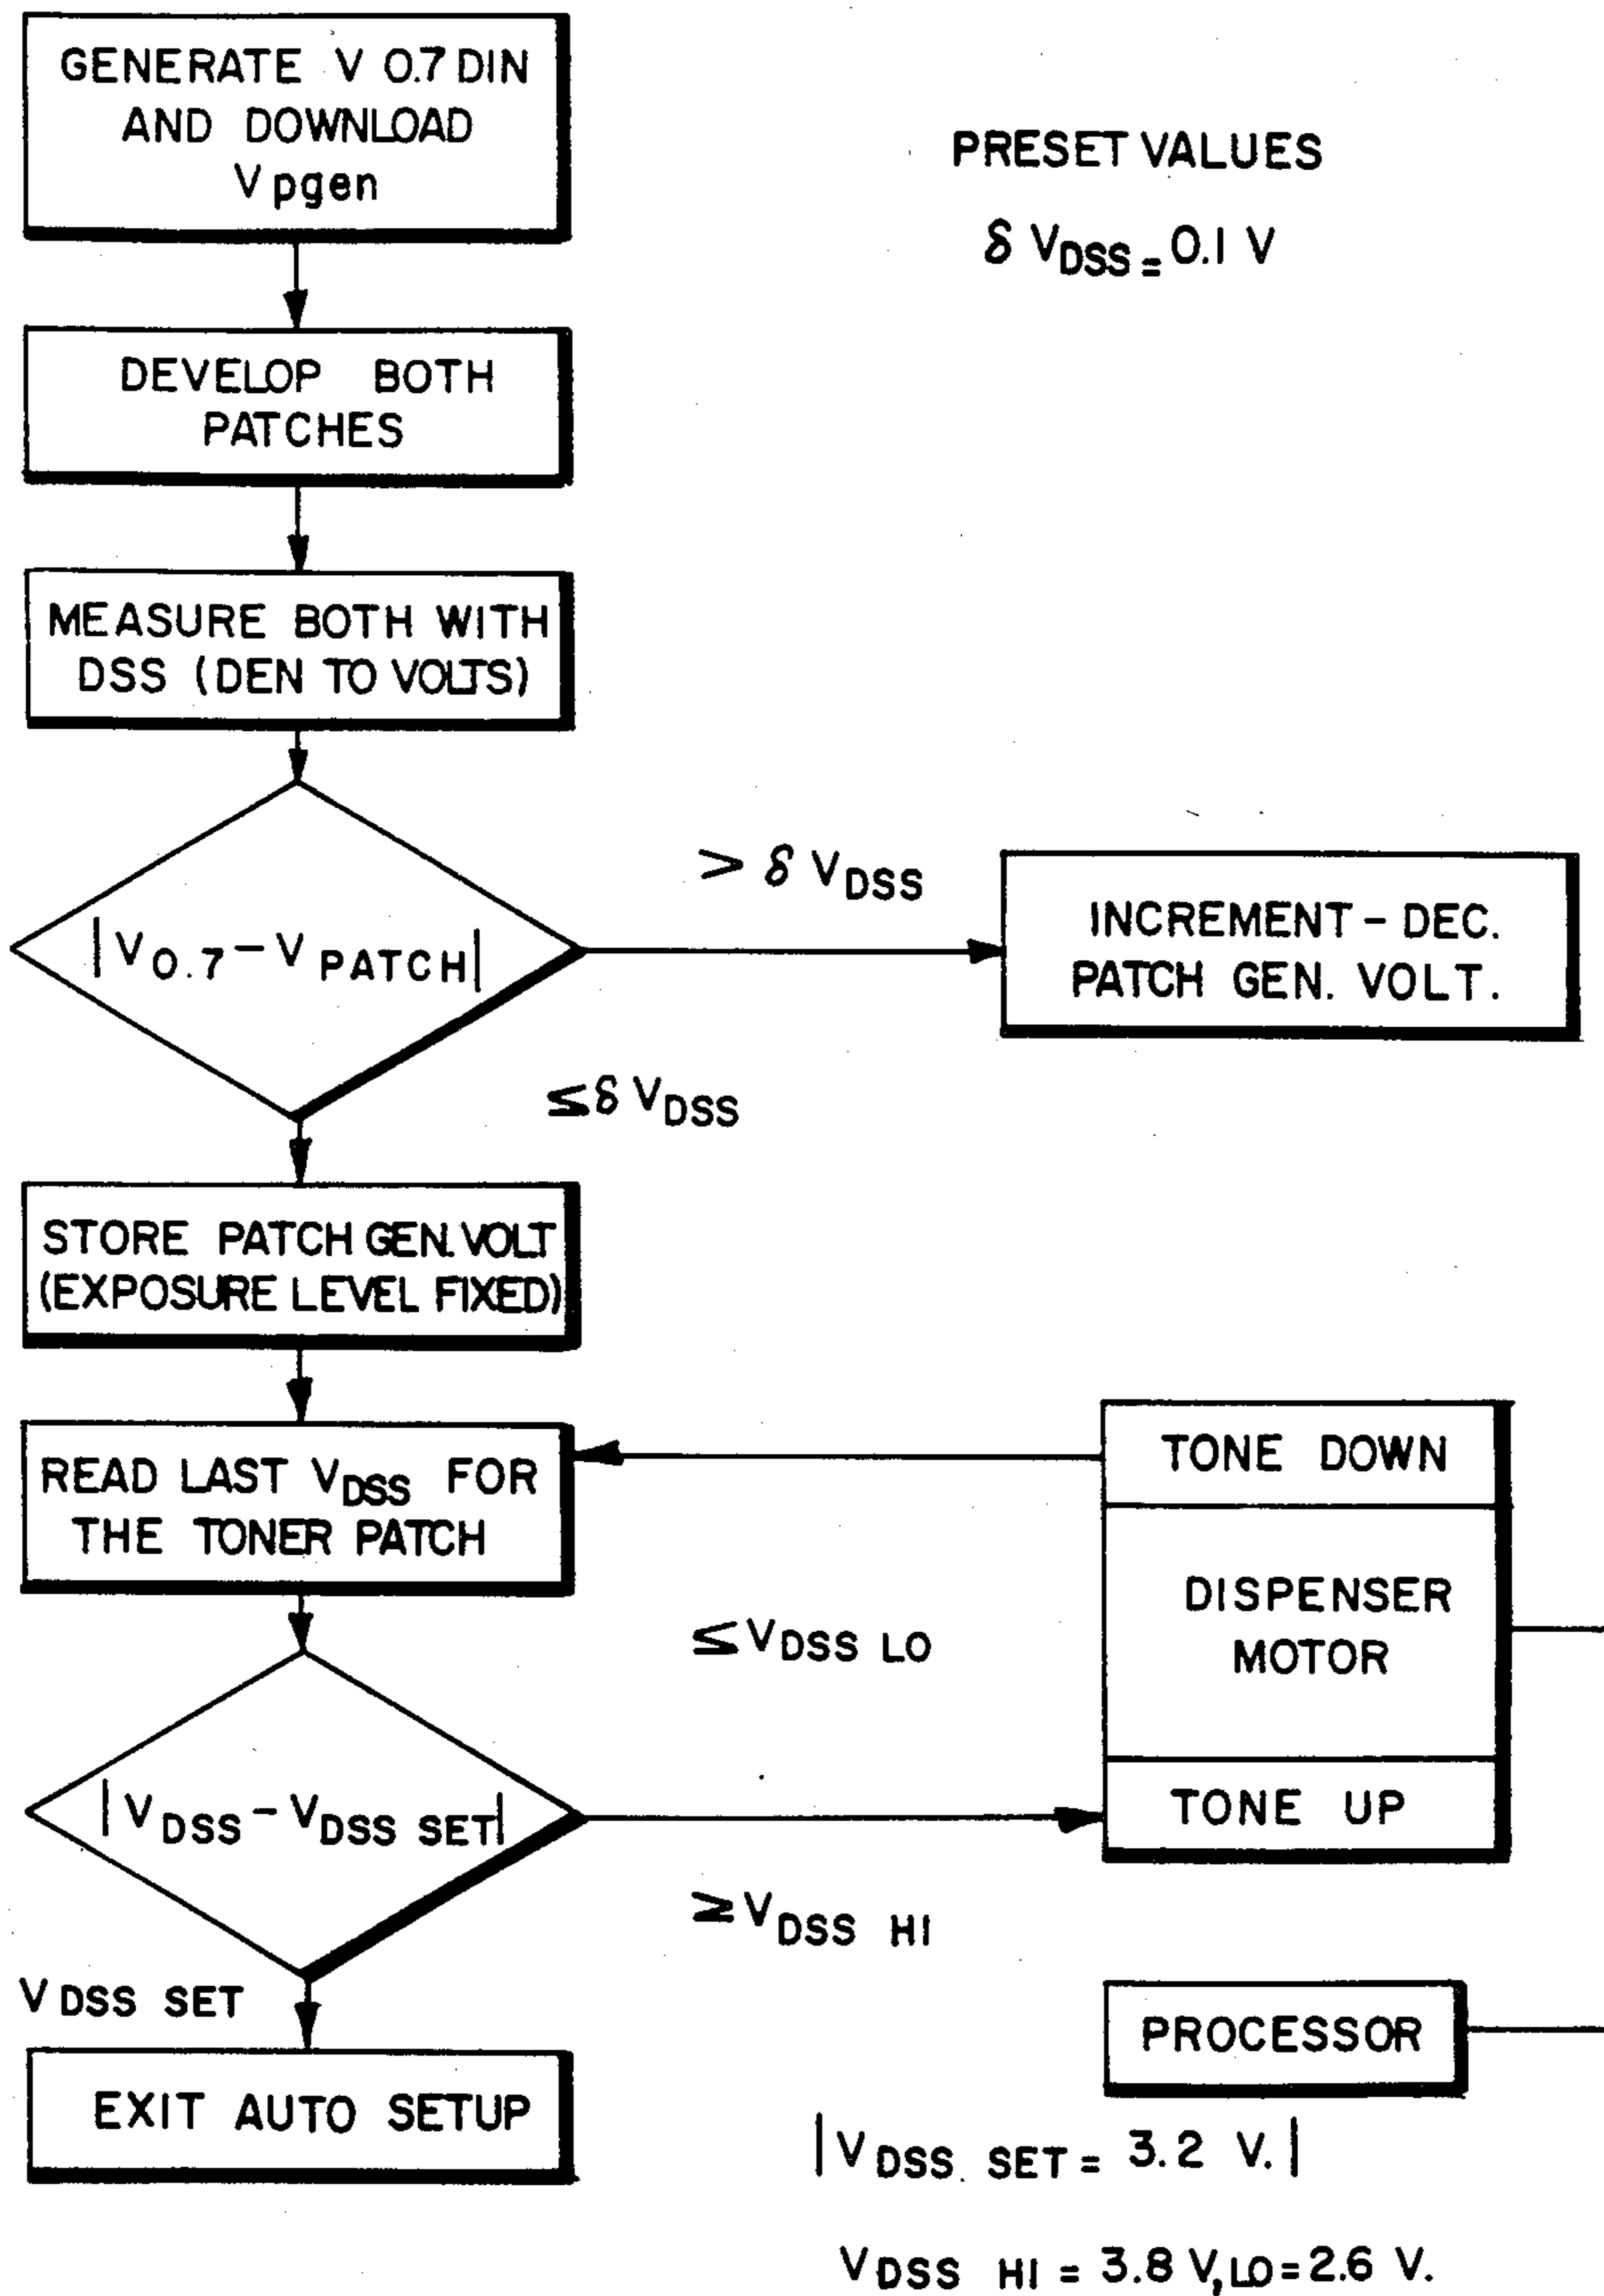 GENERATE V 0.7 DIN
AND DOWNLOAD
Vpgen
PRESET VALUES
δ VDSS = 0.1 V
DEVELOP BOTH
PATCHES
MEASURE BOTH WITH
DSS (DEN TO VOLTS)
|V0.7 - V PATCH|
> δ VDSS
INCREMENT - DEC.
PATCH GEN. VOLT.
≤ δ VDSS
STORE PATCH GEN. VOLT
(EXPOSURE LEVEL FIXED)
READ LAST VDSS FOR
THE TONER PATCH
TONE DOWN
DISPENSER
MOTOR
TONE UP
≤ VDSS LO
|VDSS - VDSS SET|
≥ VDSS HI
VDSS SET
EXIT AUTO SETUP
PROCESSOR
|VDSS. SET = 3.2 V.|
VDSS HI = 3.8 V, LO = 2.6 V.